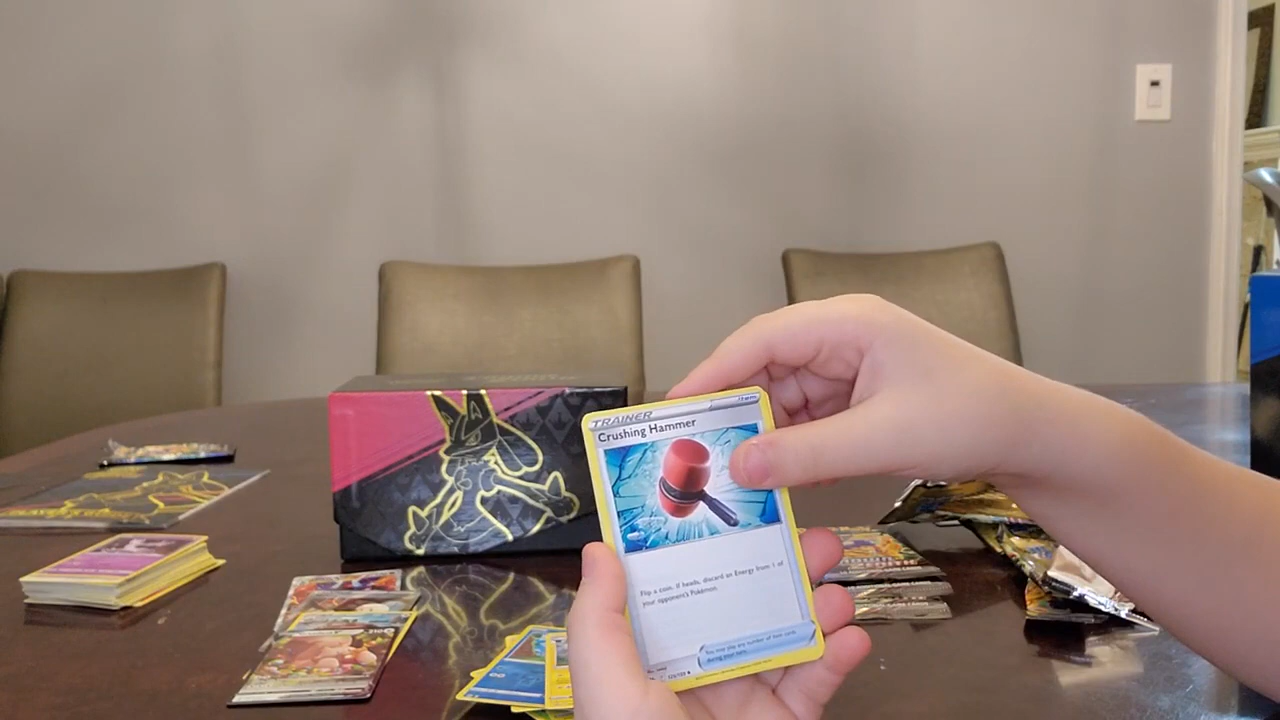 TRAINER
Item
Crushing Hammer
Flip a coin. If heads, discard an Energy from 1 of
your opponent's Pokémon.
You may play any number of Item cards
during your turn.